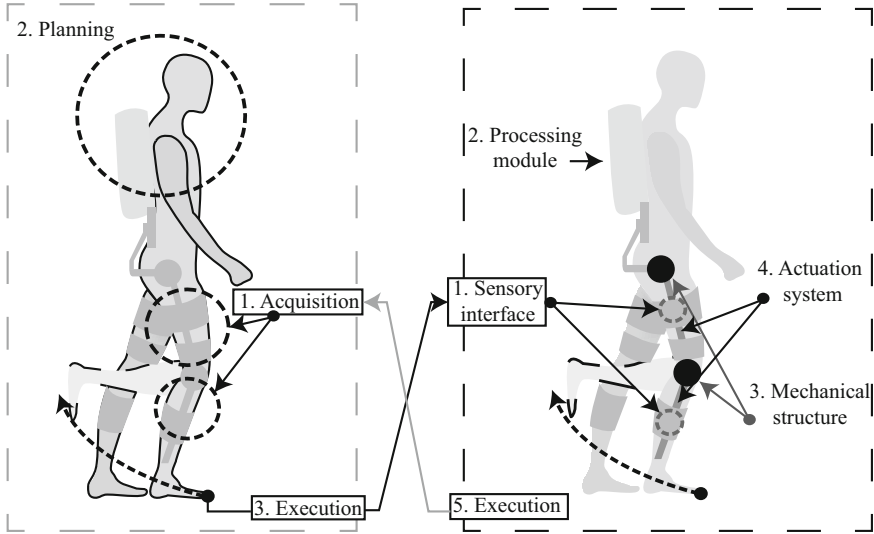 2. Planning
1. Acquisition
3. Execution
2. Processing
module
1. Sensory
interface
4. Actuation
system
3. Mechanical
structure
5. Execution